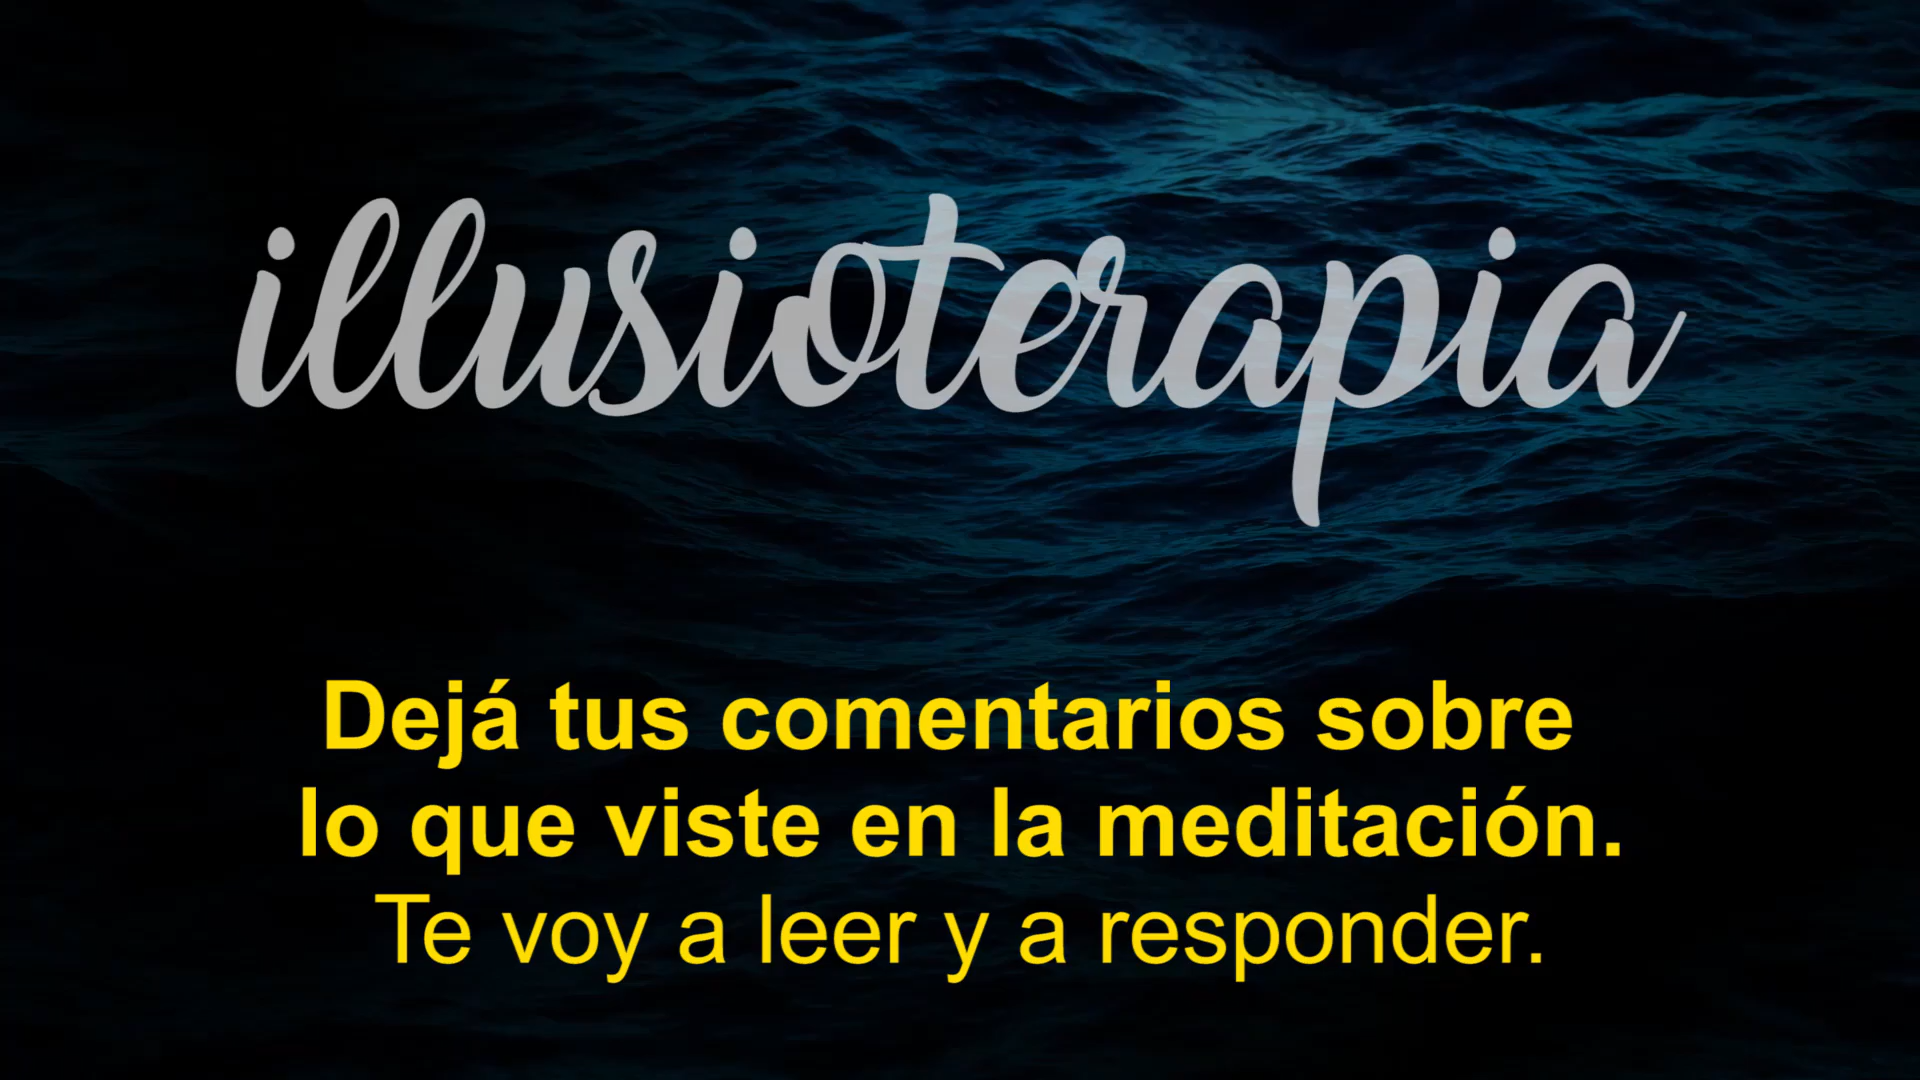 illusioterapia
Dejá tus comentarios sobre
lo que viste en la meditación.
Te voy a leer y a responder.